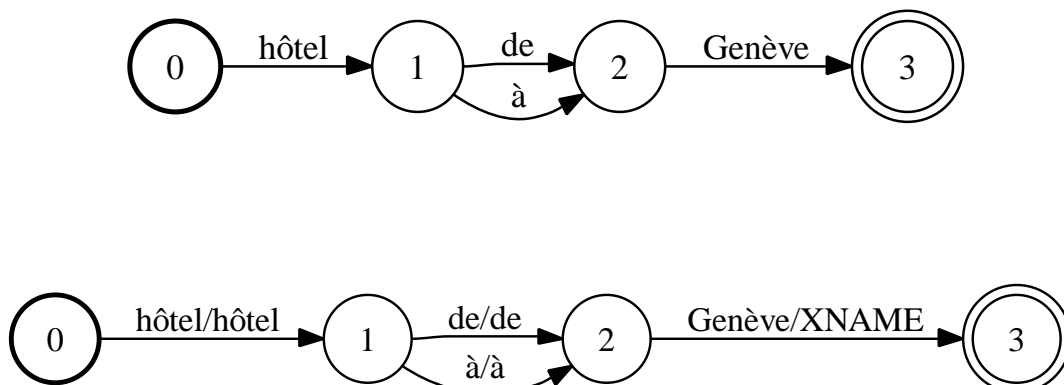 0 hôtel 1 de 2 Genève 3
à
0 hôtel/hôtel 1 de/de 2 Genève/XNAME 3
à/à